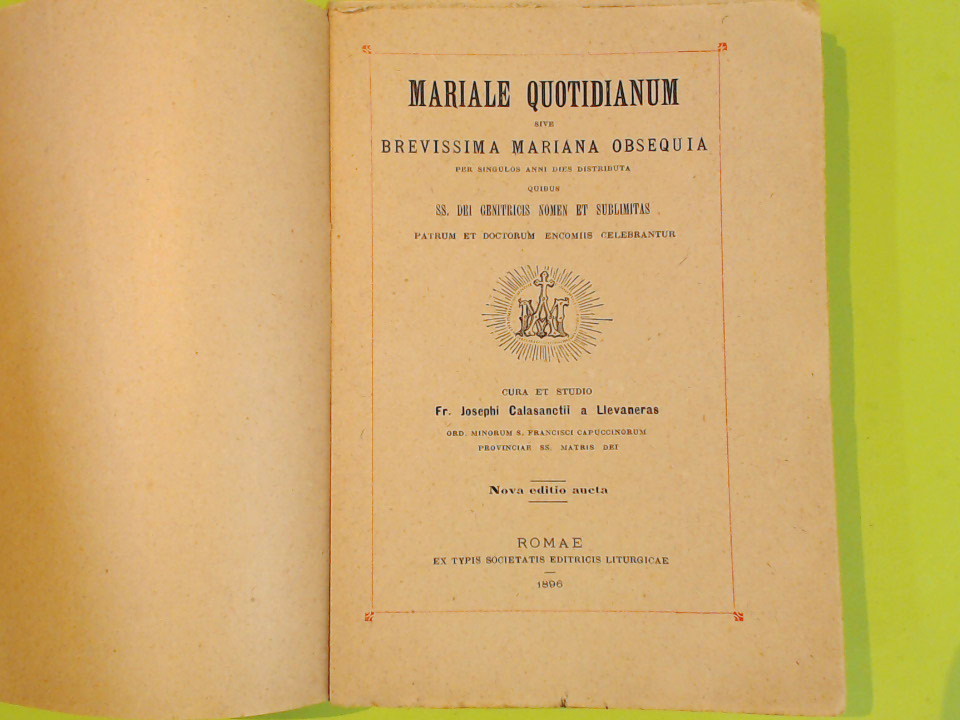 MARIALE QUOTIDIANUM
SIVE
BREVISSIMA MARIANA OBSEQUIA
PER SINGULOS ANNI DIES DISTRIBUTA
QUIBUS
SS. DEI GENITRICIS NOMEN ET SUBLIMITAS
PATRUM ET DOCTORUM ENCOMIIS CELEBRANTUR
CURA ET STUDIO
Fr. Josephi Calasanctii a Llevaneras
ORD. MINORUM S. FRANCISCI CAPUCCINORUM
PROVINCIAE SS. MATRIS DEI
Nova editio aucta
ROMAE
EX TYPIS SOCIETATIS EDITRICIS LITURGICAE
1896